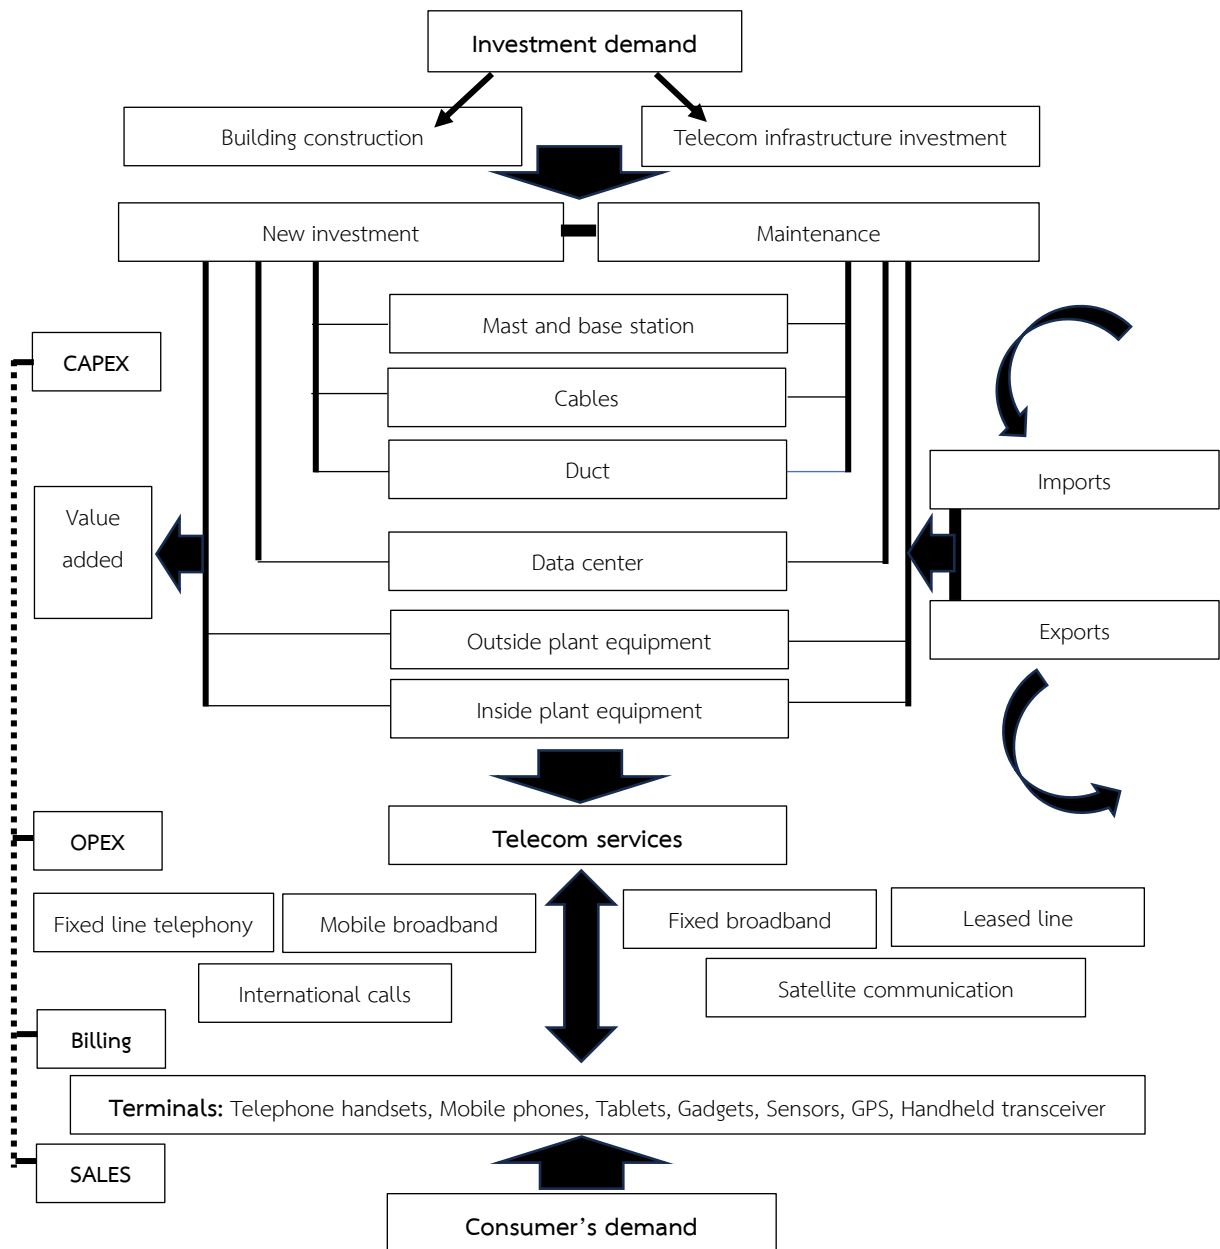 Investment demand
Building construction
Telecom infrastructure investment
New investment
Maintenance
Mast and base station
CAPEX
Cables
Duct
Imports
Value
added
Data center
Outside plant equipment
Exports
Inside plant equipment
OPEX
Telecom services
Fixed line telephony
Mobile broadband
Fixed broadband
Leased line
International calls
Satellite communication
Billing
Terminals: Telephone handsets, Mobile phones, Tablets, Gadgets, Sensors, GPS, Handheld transceiver
SALES
Consumer's demand